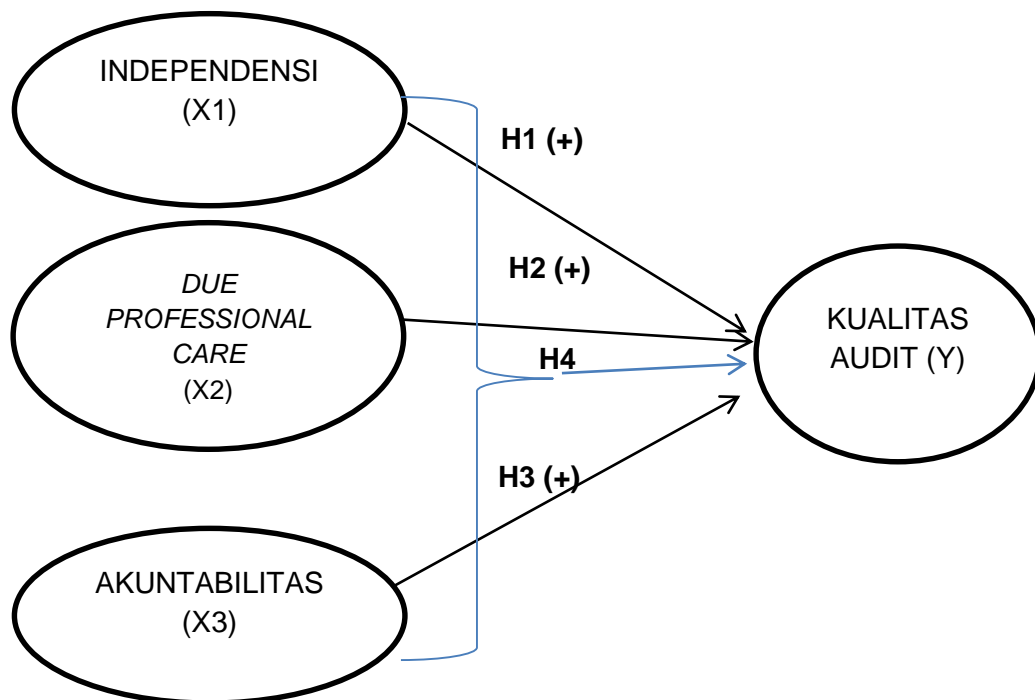 INDEPENDENSI
(X1)
H1 (+)
DUE
PROFESSIONAL
CARE
(X2)
H2 (+)
H4
KUALITAS
AUDIT (Y)
H3 (+)
AKUNTABILITAS
(X3)